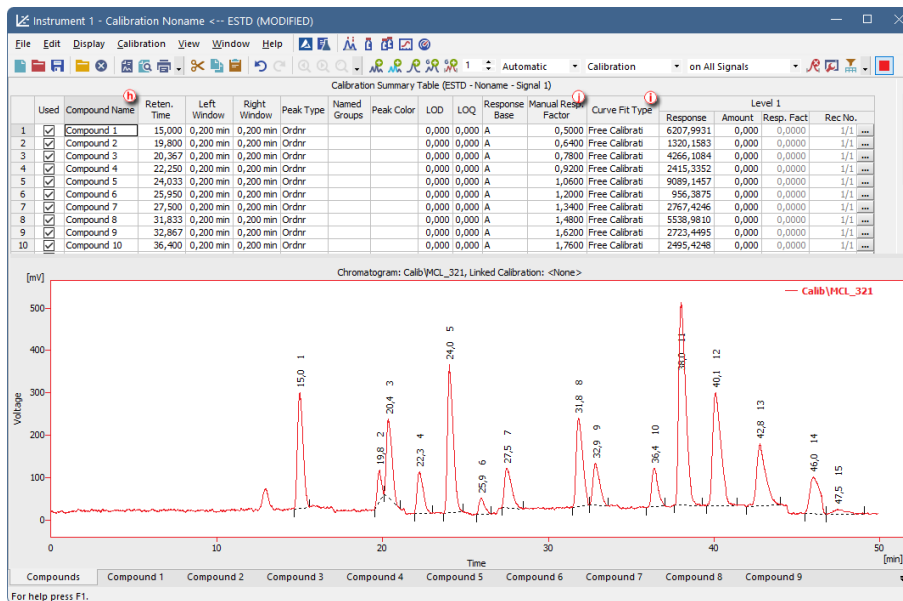 Instrument 1 - Calibration Noname <-- ESTD (MODIFIED)
File Edit Display Calibration View Window Help
1 Automatic Calibration on All Signals
Calibration Summary Table (ESTD - Noname - Signal 1)
h j i
Used Compound Name Reten. Time Left Window Right Window Peak Type Named Groups Peak Color LOD LOQ Response Base Manual Resp. Factor Curve Fit Type Level 1
Response Amount Resp. Fact Rec No.
1 Compound 1 15,000 0,200 min 0,200 min Ordnr 0,000 0,000 A 0,5000 Free Calibrati 6207,9931 0,000 0,0000 1/1 ...
2 Compound 2 19,800 0,200 min 0,200 min Ordnr 0,000 0,000 A 0,6400 Free Calibrati 1320,1583 0,000 0,0000 1/1 ...
3 Compound 3 20,367 0,200 min 0,200 min Ordnr 0,000 0,000 A 0,7800 Free Calibrati 4266,1084 0,000 0,0000 1/1 ...
4 Compound 4 22,250 0,200 min 0,200 min Ordnr 0,000 0,000 A 0,9200 Free Calibrati 2415,3352 0,000 0,0000 1/1 ...
5 Compound 5 24,033 0,200 min 0,200 min Ordnr 0,000 0,000 A 1,0600 Free Calibrati 9089,1457 0,000 0,0000 1/1 ...
6 Compound 6 25,950 0,200 min 0,200 min Ordnr 0,000 0,000 A 1,2000 Free Calibrati 956,3875 0,000 0,0000 1/1 ...
7 Compound 7 27,500 0,200 min 0,200 min Ordnr 0,000 0,000 A 1,3400 Free Calibrati 2767,4246 0,000 0,0000 1/1 ...
8 Compound 8 31,833 0,200 min 0,200 min Ordnr 0,000 0,000 A 1,4800 Free Calibrati 5538,9810 0,000 0,0000 1/1 ...
9 Compound 9 32,867 0,200 min 0,200 min Ordnr 0,000 0,000 A 1,6200 Free Calibrati 2723,4495 0,000 0,0000 1/1 ...
10 Compound 10 36,400 0,200 min 0,200 min Ordnr 0,000 0,000 A 1,7600 Free Calibrati 2495,4248 0,000 0,0000 1/1 ...
Chromatogram: Calib\MCL_321, Linked Calibration: <None>
[mV]
Calib\MCL_321
500
400
300
200
100
0
Voltage
15,0 1
19,8 2
20,4 3
22,3 4
24,0 5
25,9 6
27,5 7
31,8 8
32,9 9
36,4 10
38,0 11
40,1 12
42,8 13
46,0 14
47,5 15
0 10 20 30 40 50
Time [min]
Compounds Compound 1 Compound 2 Compound 3 Compound 4 Compound 5 Compound 6 Compound 7 Compound 8 Compound 9
For help press F1.